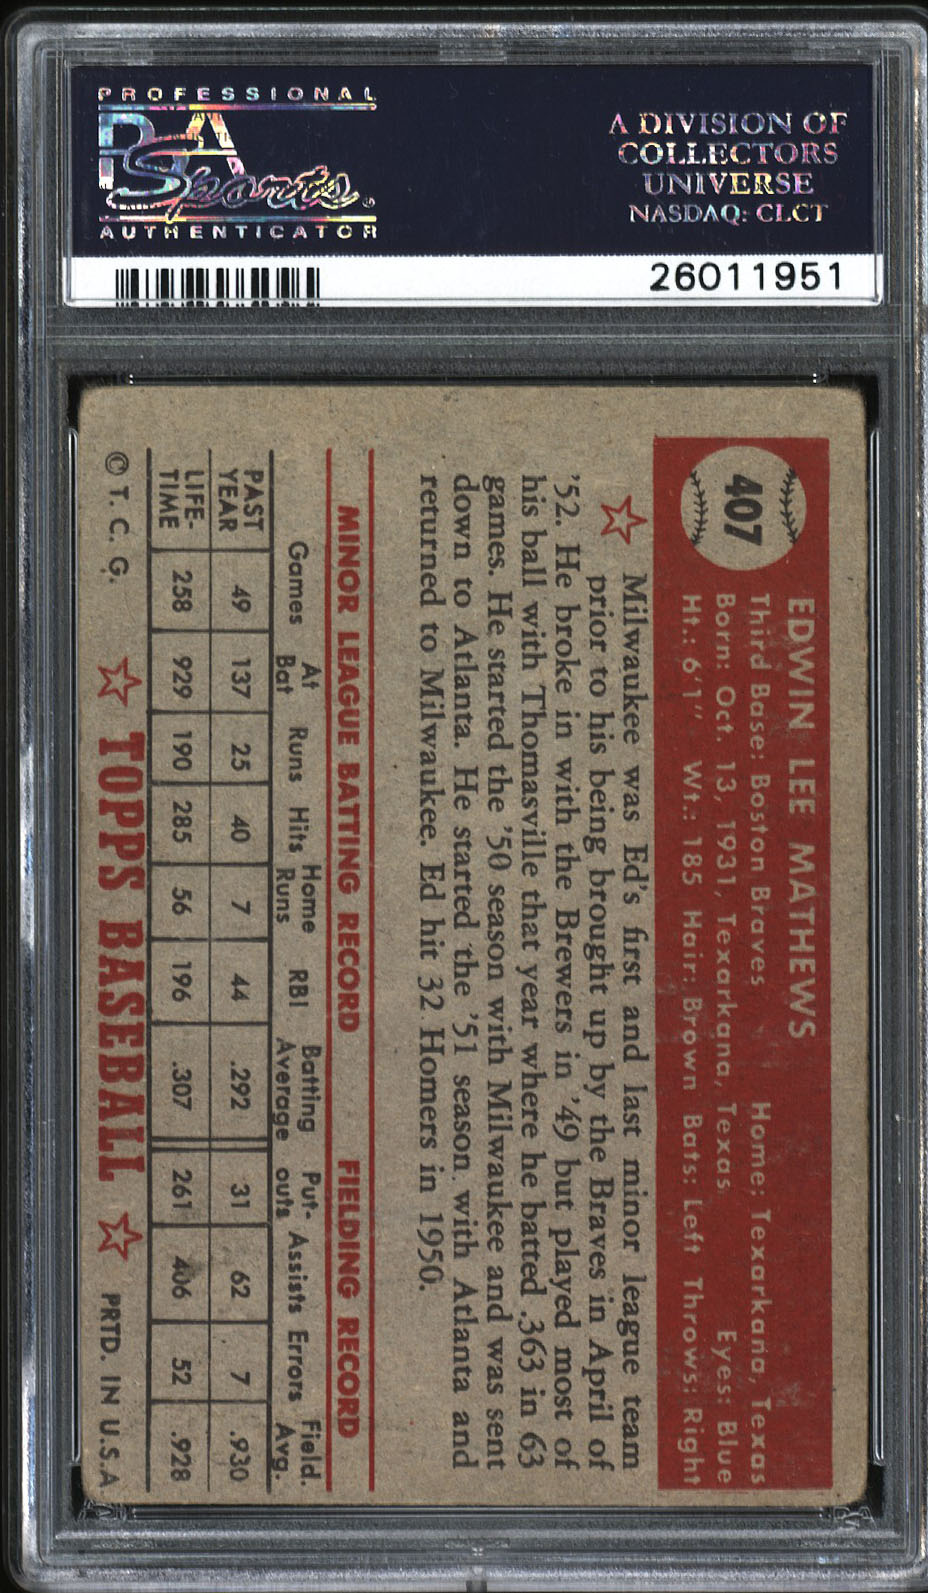 PROFESSIONAL
PSA
Sports®
AUTHENTICATOR
A DIVISION OF
COLLECTORS
UNIVERSE
NASDAQ: CLCT
26011951
407
EDWIN LEE MATHEWS
Third Base: Boston Braves Home: Texarkana, Texas
Born: Oct. 13, 1931, Texarkana, Texas Eyes: Blue
Ht.: 6'1" Wt.: 185 Hair: Brown Bats: Left Throws: Right
Milwaukee was Ed's first and last minor league team
prior to his being brought up by the Braves in April of
'52. He broke in with the Brewers in '49 but played most of
his ball with Thomasville that year where he batted .363 in 63
games. He started the '50 season with Milwaukee and was sent
down to Atlanta. He started the '51 season with Atlanta and
returned to Milwaukee. Ed hit 32 Homers in 1950.
MINOR LEAGUE BATTING RECORD FIELDING RECORD
Games At Bat Runs Hits Home Runs RBI Batting Average Put-outs Assists Errors Field. Avg.
PAST YEAR 49 137 25 40 7 44 .292 31 62 7 .930
LIFE-TIME 258 929 190 285 56 196 .307 261 406 52 .928
© T. C. G. TOPPS BASEBALL PRTD. IN U.S.A